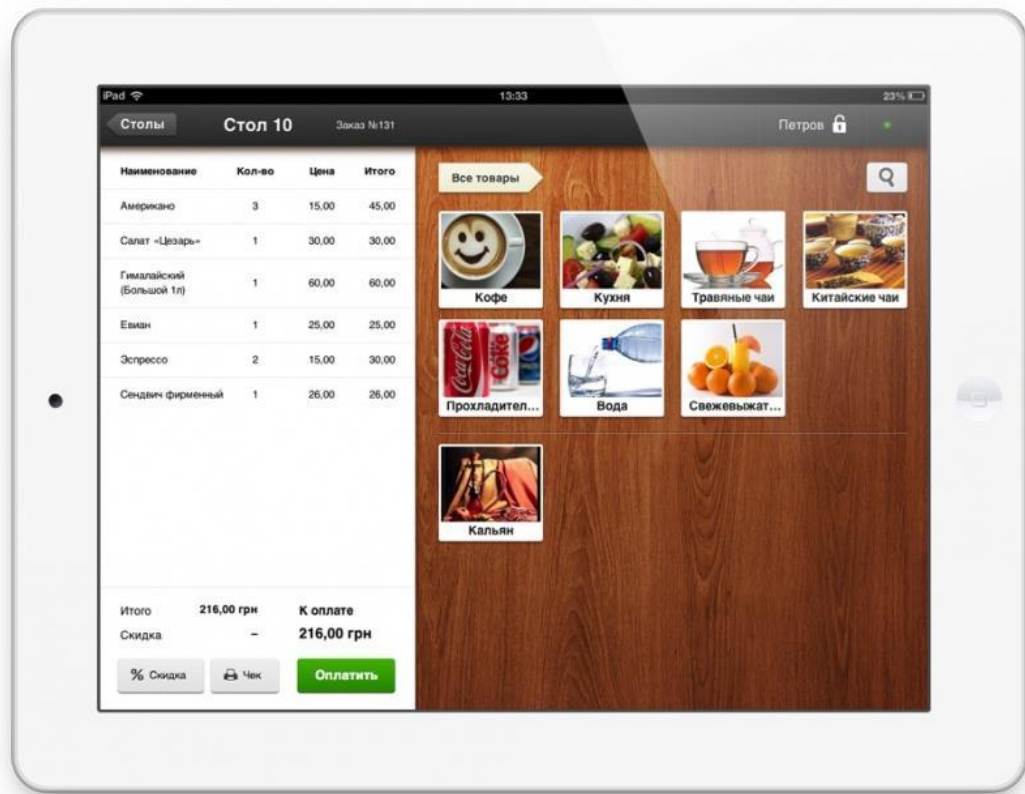 iPad 13:33 23%
Столы Стол 10 Заказ №131 Петров
Наименование Кол-во Цена Итого
Американо 3 15,00 45,00
Салат «Цезарь» 1 30,00 30,00
Гималайский
(Большой 1л) 1 60,00 60,00
Евиан 1 25,00 25,00
Эспрессо 2 15,00 30,00
Сендвич фирменный 1 26,00 26,00
Итого 216,00 грн К оплате
Скидка – 216,00 грн
% Скидка Чек Оплатить
Все товары
Кофе Кухня Травяные чаи Китайские чаи
Coca-Cola Coke
Прохладител... Вода Свежевыжат...
Кальян